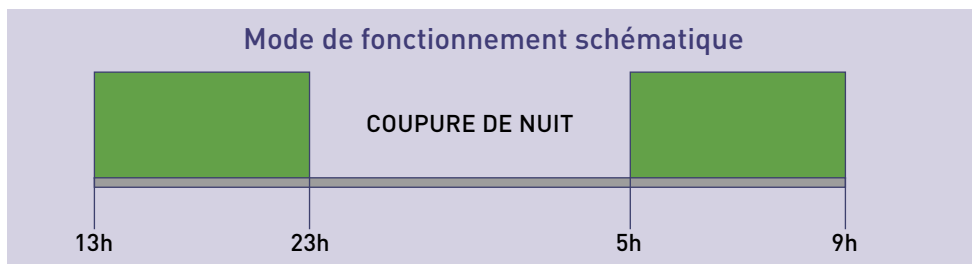 Mode de fonctionnement schématique
COUPURE DE NUIT
13h 23h 5h 9h